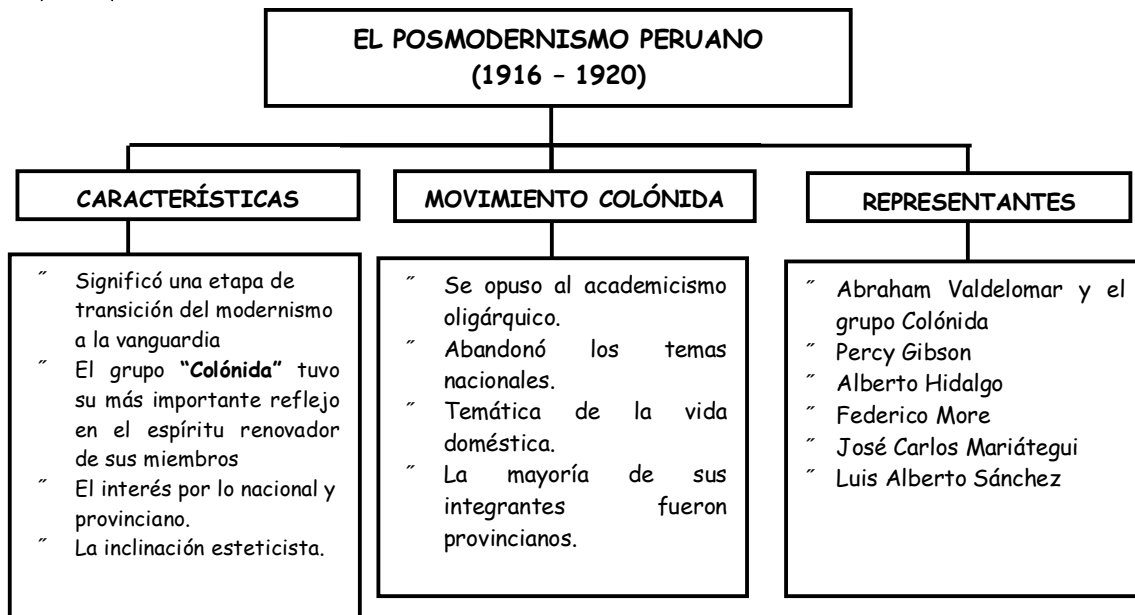 EL POSMODERNISMO PERUANO
(1916 – 1920)
CARACTERÍSTICAS
˝ Significó una etapa de
transición del modernismo
a la vanguardia
˝ El grupo “Colónida” tuvo
su más importante reflejo
en el espíritu renovador
de sus miembros
˝ El interés por lo nacional y
provinciano.
˝ La inclinación esteticista.
MOVIMIENTO COLÓNIDA
˝ Se opuso al academicismo
oligárquico.
˝ Abandonó los temas
nacionales.
˝ Temática de la vida
doméstica.
˝ La mayoría de sus
integrantes fueron
provincianos.
REPRESENTANTES
˝ Abraham Valdelomar y el
grupo Colónida
˝ Percy Gibson
˝ Alberto Hidalgo
˝ Federico More
˝ José Carlos Mariátegui
˝ Luis Alberto Sánchez